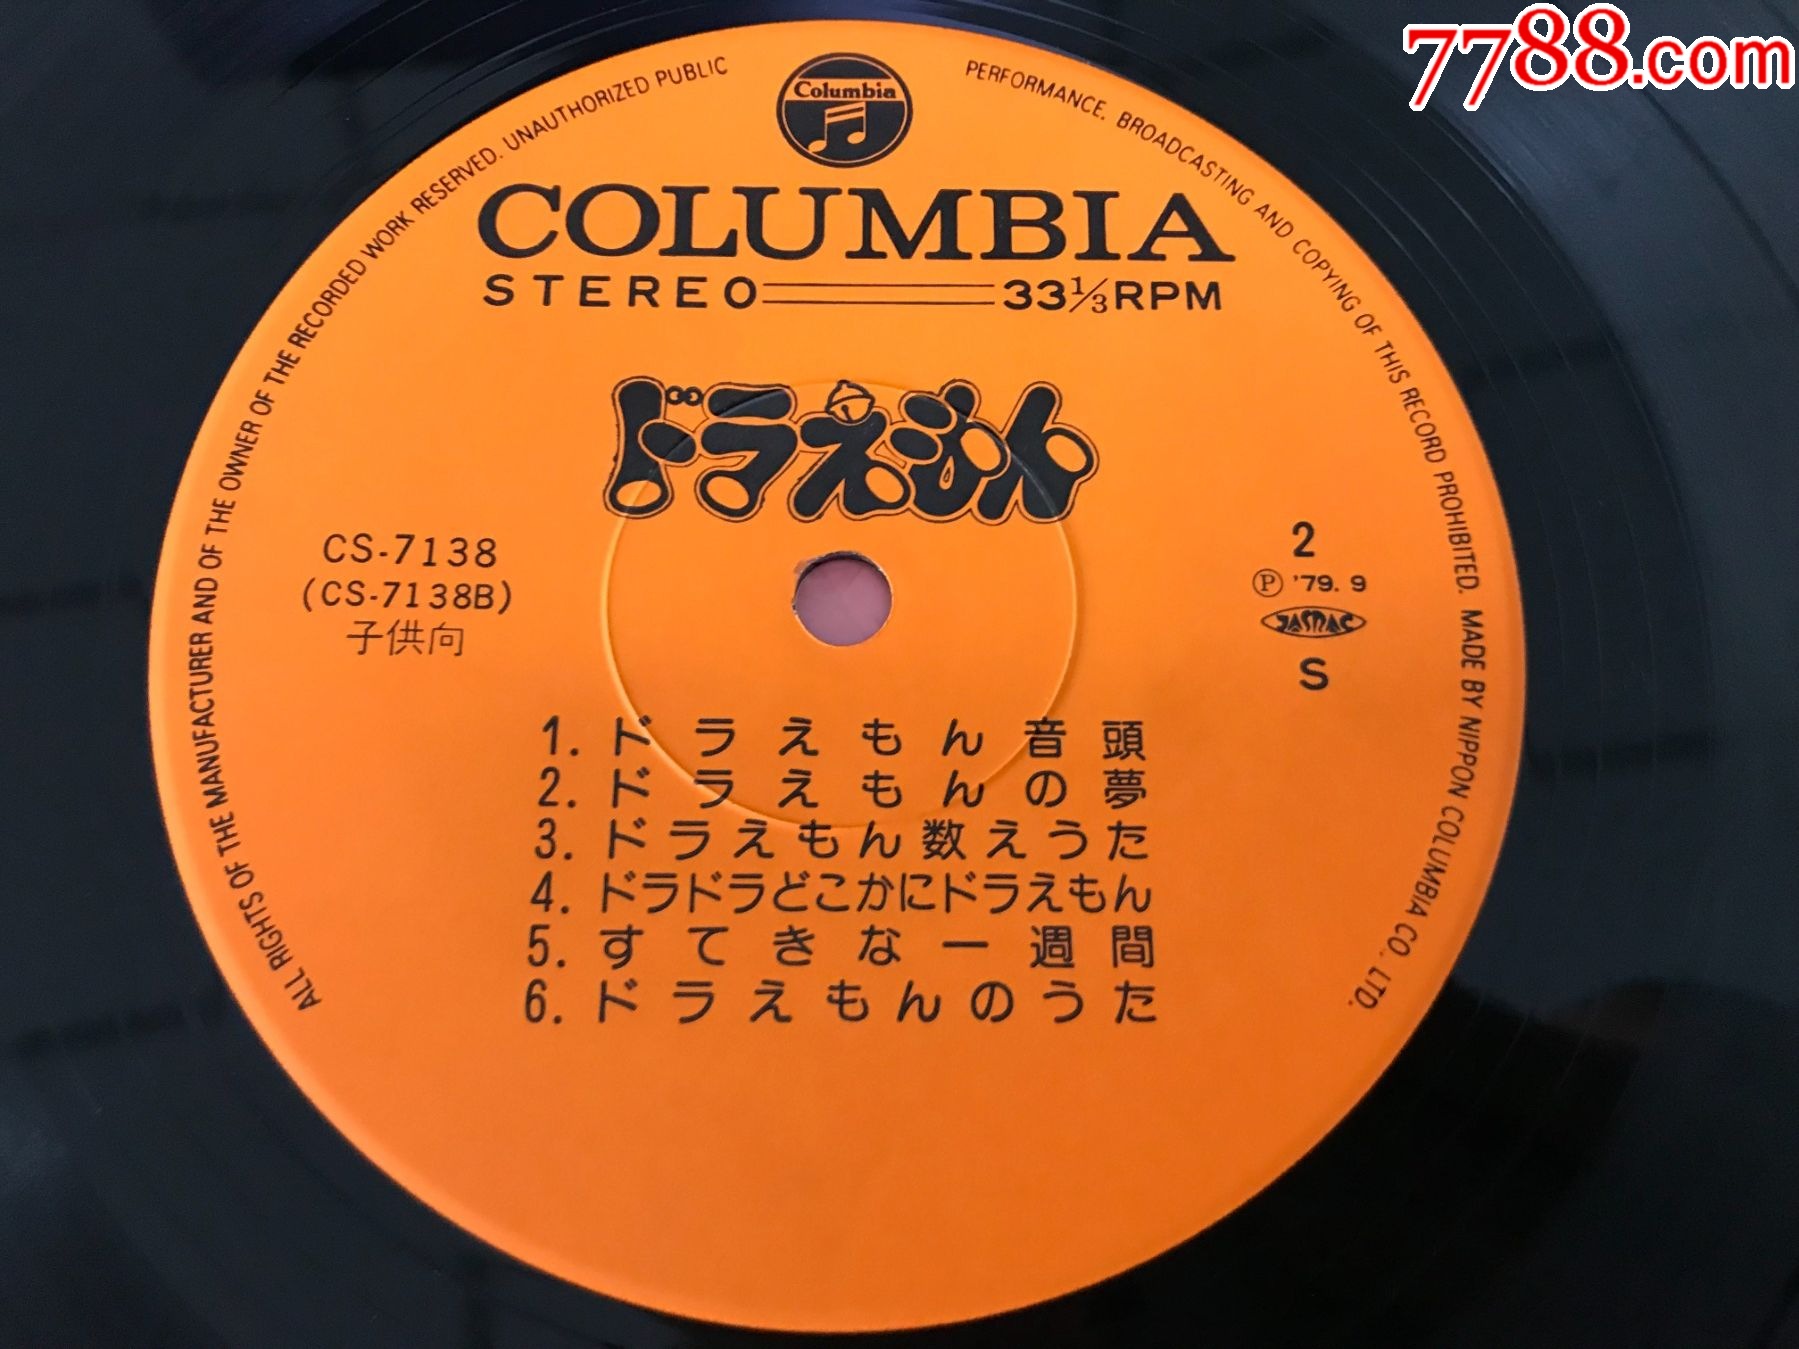 7788.com
Columbia
COLUMBIA
STEREO 33⅓RPM
ドラえもん
CS-7138
(CS-7138B)
子供向
2
Ⓟ '79. 9
JASRAC
S
1. ドラえもん音頭
2. ドラえもんの夢
3. ドラえもん数えうた
4. ドラドラどこかにドラえもん
5. すてきな一週間
6. ドラえもんのうた
ALL RIGHTS OF THE MANUFACTURER AND OF THE OWNER OF THE RECORDED WORK RESERVED. UNAUTHORIZED PUBLIC PERFORMANCE. BROADCASTING AND COPYING OF THIS RECORD PROHIBITED. MADE BY NIPPON COLUMBIA CO., LTD.